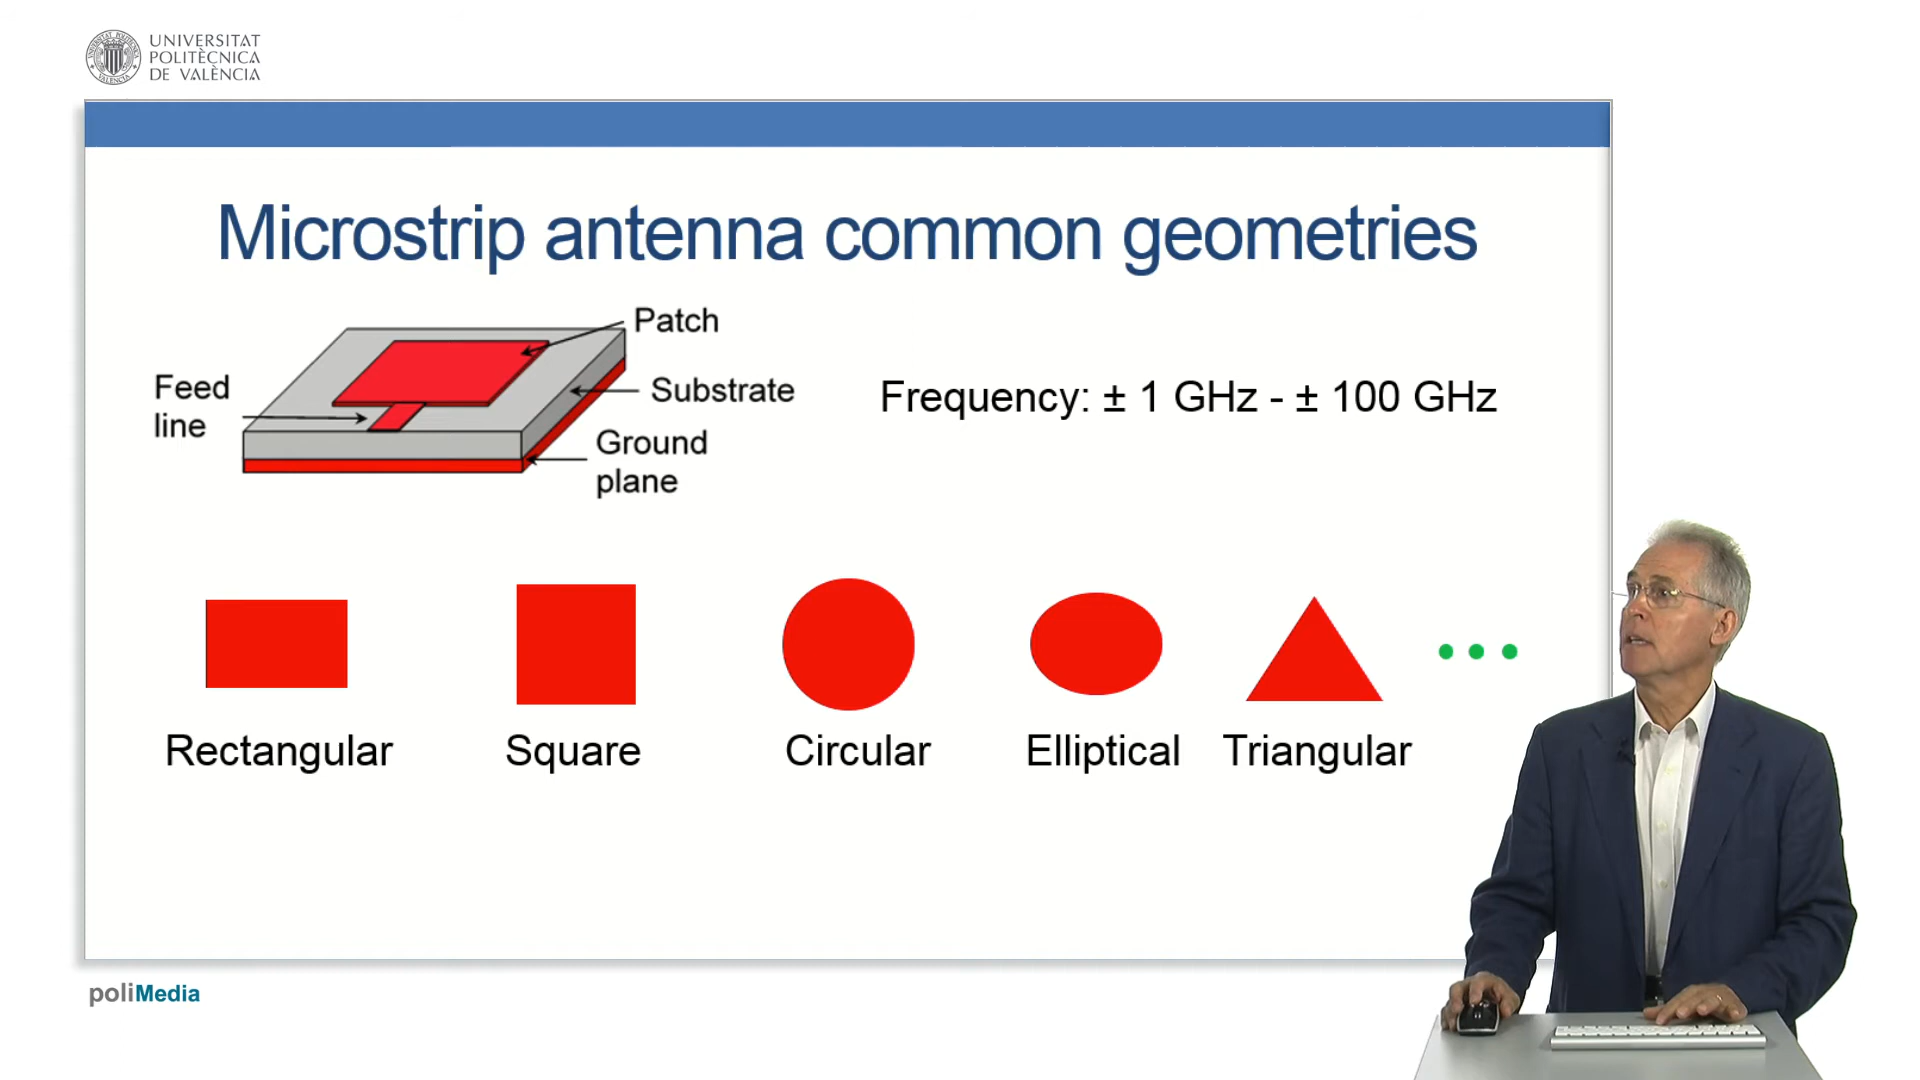 UNIVERSITAT
POLITÈCNICA
DE VALÈNCIA
Microstrip antenna common geometries
Patch
Feed
line
Substrate
Ground
plane
Frequency: ± 1 GHz - ± 100 GHz
Rectangular
Square
Circular
Elliptical
Triangular
poliMedia